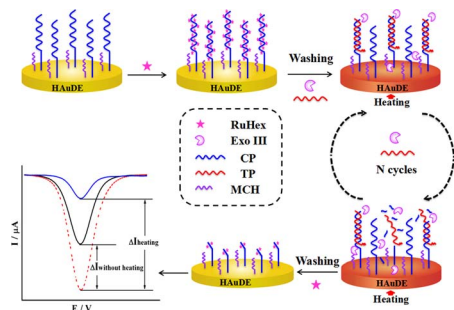 HAuDE
HAuDE
Washing
HAuDE
Heating
RuHex
Exo III
CP
TP
MCH
N cycles
I / µA
ΔIheating
ΔIwithout heating
E / V
HAuDE
Washing
HAuDE
Heating